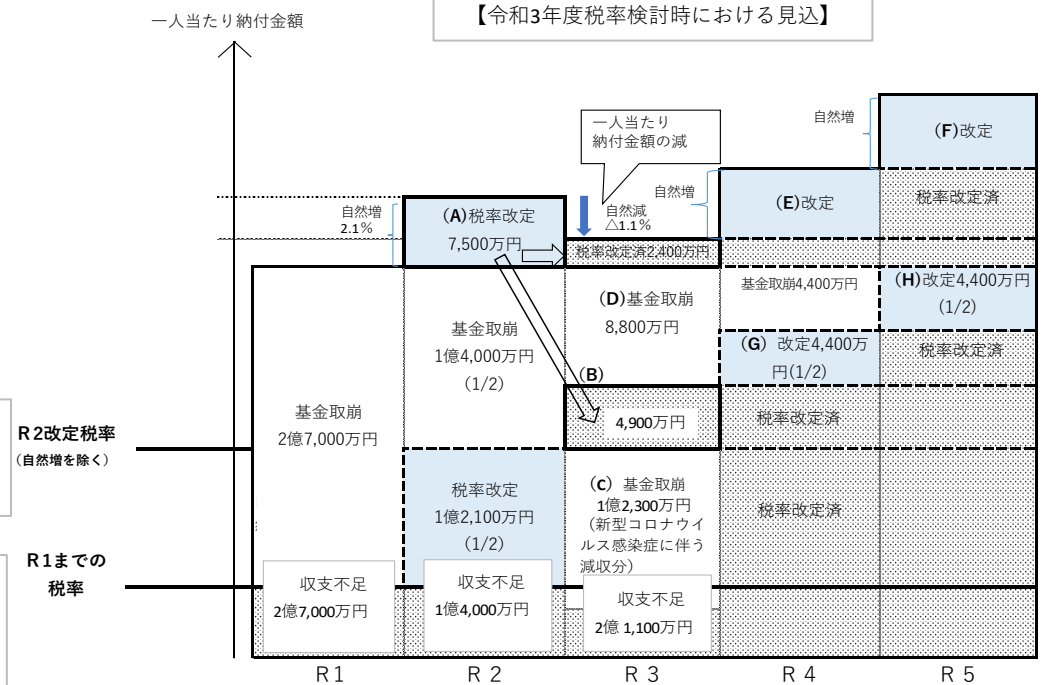 一人当たり納付金額
【令和3年度税率検討時における見込】
一人当たり
納付金額の減
自然増
(F)改定
自然増
2.1％
(A)税率改定
7,500万円
自然減
△1.1％
自然増
(E)改定
税率改定済
税率改定済2,400万円
基金取崩
1億4,000万円
(1/2)
(D)基金取崩
8,800万円
基金取崩4,400万円
(H)改定4,400万円
(1/2)
(G) 改定4,400万
円(1/2)
税率改定済
(B)
4,900万円
税率改定済
基金取崩
2億7,000万円
R2改定税率
(自然増を除く)
税率改定
1億2,100万円
(1/2)
(C) 基金取崩
1億2,300万円
(新型コロナウイ
ルス感染症に伴う
減収分)
税率改定済
R1までの
税率
収支不足
2億7,000万円
収支不足
1億4,000万円
収支不足
2億1,100万円
R1
R2
R3
R4
R5